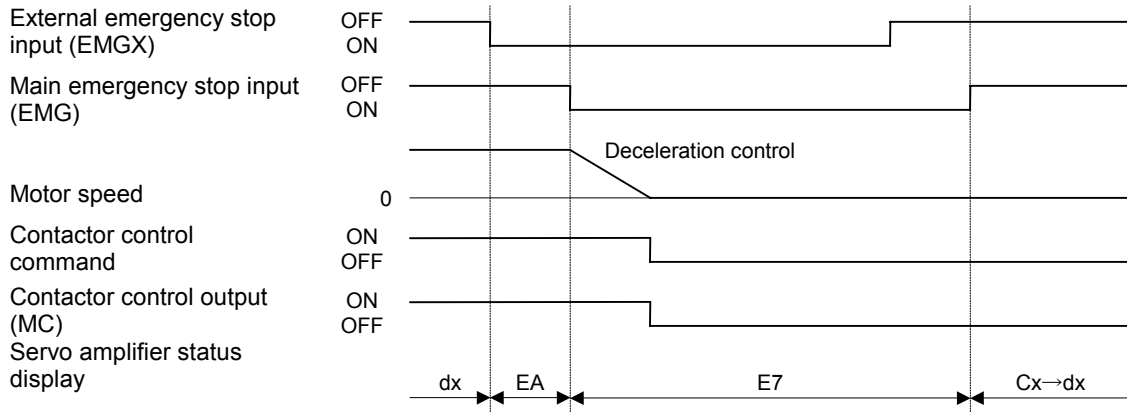 External emergency stop
input (EMGX)
OFF
ON
Main emergency stop input
(EMG)
OFF
ON
Deceleration control
Motor speed
0
Contactor control
command
ON
OFF
Contactor control output
(MC)
ON
OFF
Servo amplifier status
display
dx
EA
E7
Cx→dx